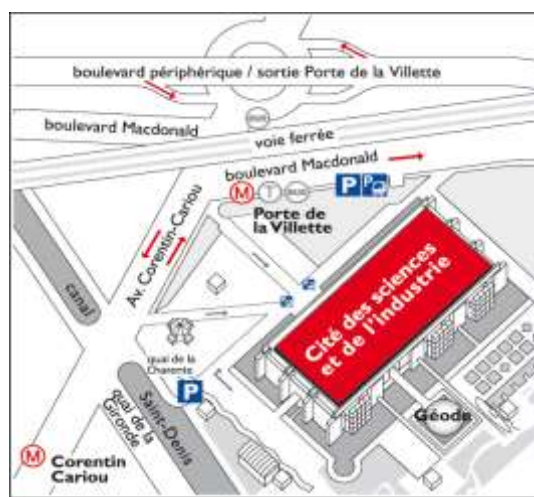 boulevard périphérique / sortie Porte de la Villette
boulevard Macdonald
BUS
voie ferrée
boulevard Macdonald
M T BUS P P
Porte de
la Villette
Av. Corentin-Cariou
canal
Cité des sciences
et de l'industrie
quai de la
Charente
P
Géode
Saint-Denis
quai de la
Gironde
M
Corentin
Cariou